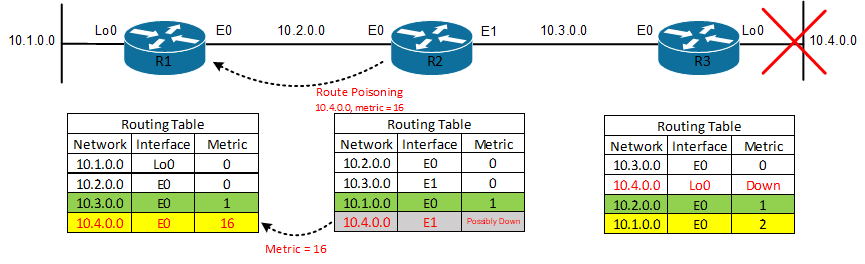 10.1.0.0 Lo0 R1 E0 10.2.0.0 E0 R2 E1 10.3.0.0 E0 R3 Lo0 10.4.0.0
Route Poisoning
10.4.0.0, metric = 16
Routing Table
Network Interface Metric
10.1.0.0 Lo0 0
10.2.0.0 E0 0
10.3.0.0 E0 1
10.4.0.0 E0 16
Metric = 16
Routing Table
Network Interface Metric
10.2.0.0 E0 0
10.3.0.0 E1 0
10.1.0.0 E0 1
10.4.0.0 E1 Possibly Down
Routing Table
Network Interface Metric
10.3.0.0 E0 0
10.4.0.0 Lo0 Down
10.2.0.0 E0 1
10.1.0.0 E0 2